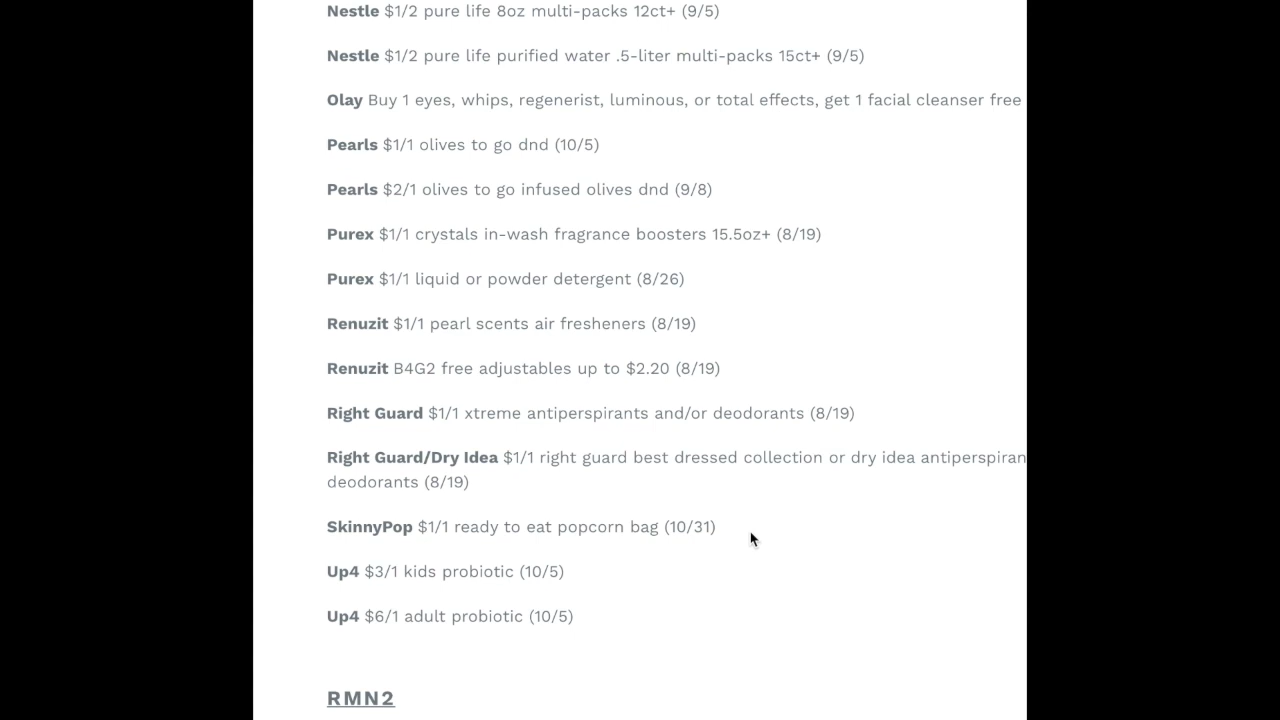 Nestle $1/2 pure life 8oz multi-packs 12ct+ (9/5)
Nestle $1/2 pure life purified water .5-liter multi-packs 15ct+ (9/5)
Olay Buy 1 eyes, whips, regenerist, luminous, or total effects, get 1 facial cleanser free
Pearls $1/1 olives to go dnd (10/5)
Pearls $2/1 olives to go infused olives dnd (9/8)
Purex $1/1 crystals in-wash fragrance boosters 15.5oz+ (8/19)
Purex $1/1 liquid or powder detergent (8/26)
Renuzit $1/1 pearl scents air fresheners (8/19)
Renuzit B4G2 free adjustables up to $2.20 (8/19)
Right Guard $1/1 xtreme antiperspirants and/or deodorants (8/19)
Right Guard/Dry Idea $1/1 right guard best dressed collection or dry idea antiperspiran
deodorants (8/19)
SkinnyPop $1/1 ready to eat popcorn bag (10/31)
Up4 $3/1 kids probiotic (10/5)
Up4 $6/1 adult probiotic (10/5)
RMN2